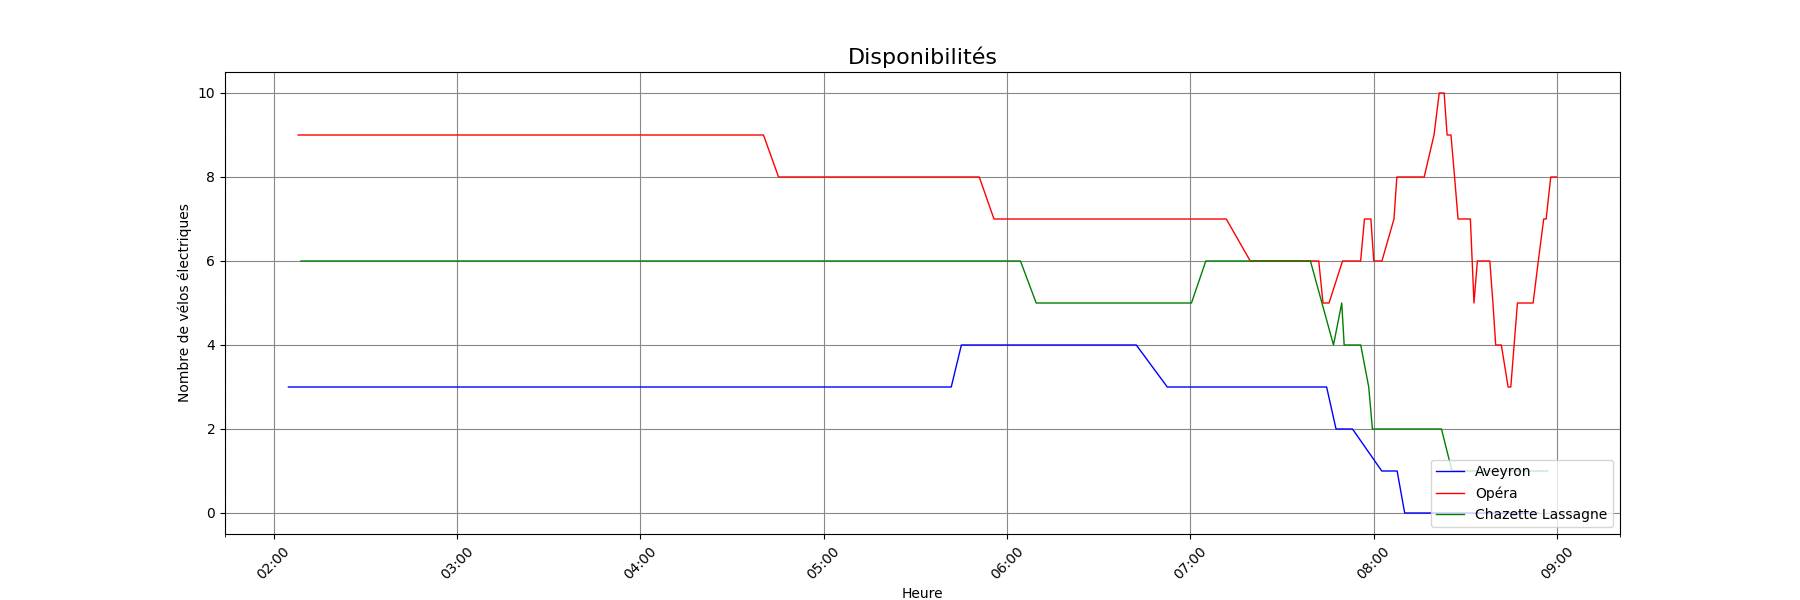 Disponibilités
Nombre de vélos électriques
10
8
6
4
2
0
Aveyron
Opéra
Chazette Lassagne
02:00
03:00
04:00
05:00
06:00
07:00
08:00
09:00
Heure